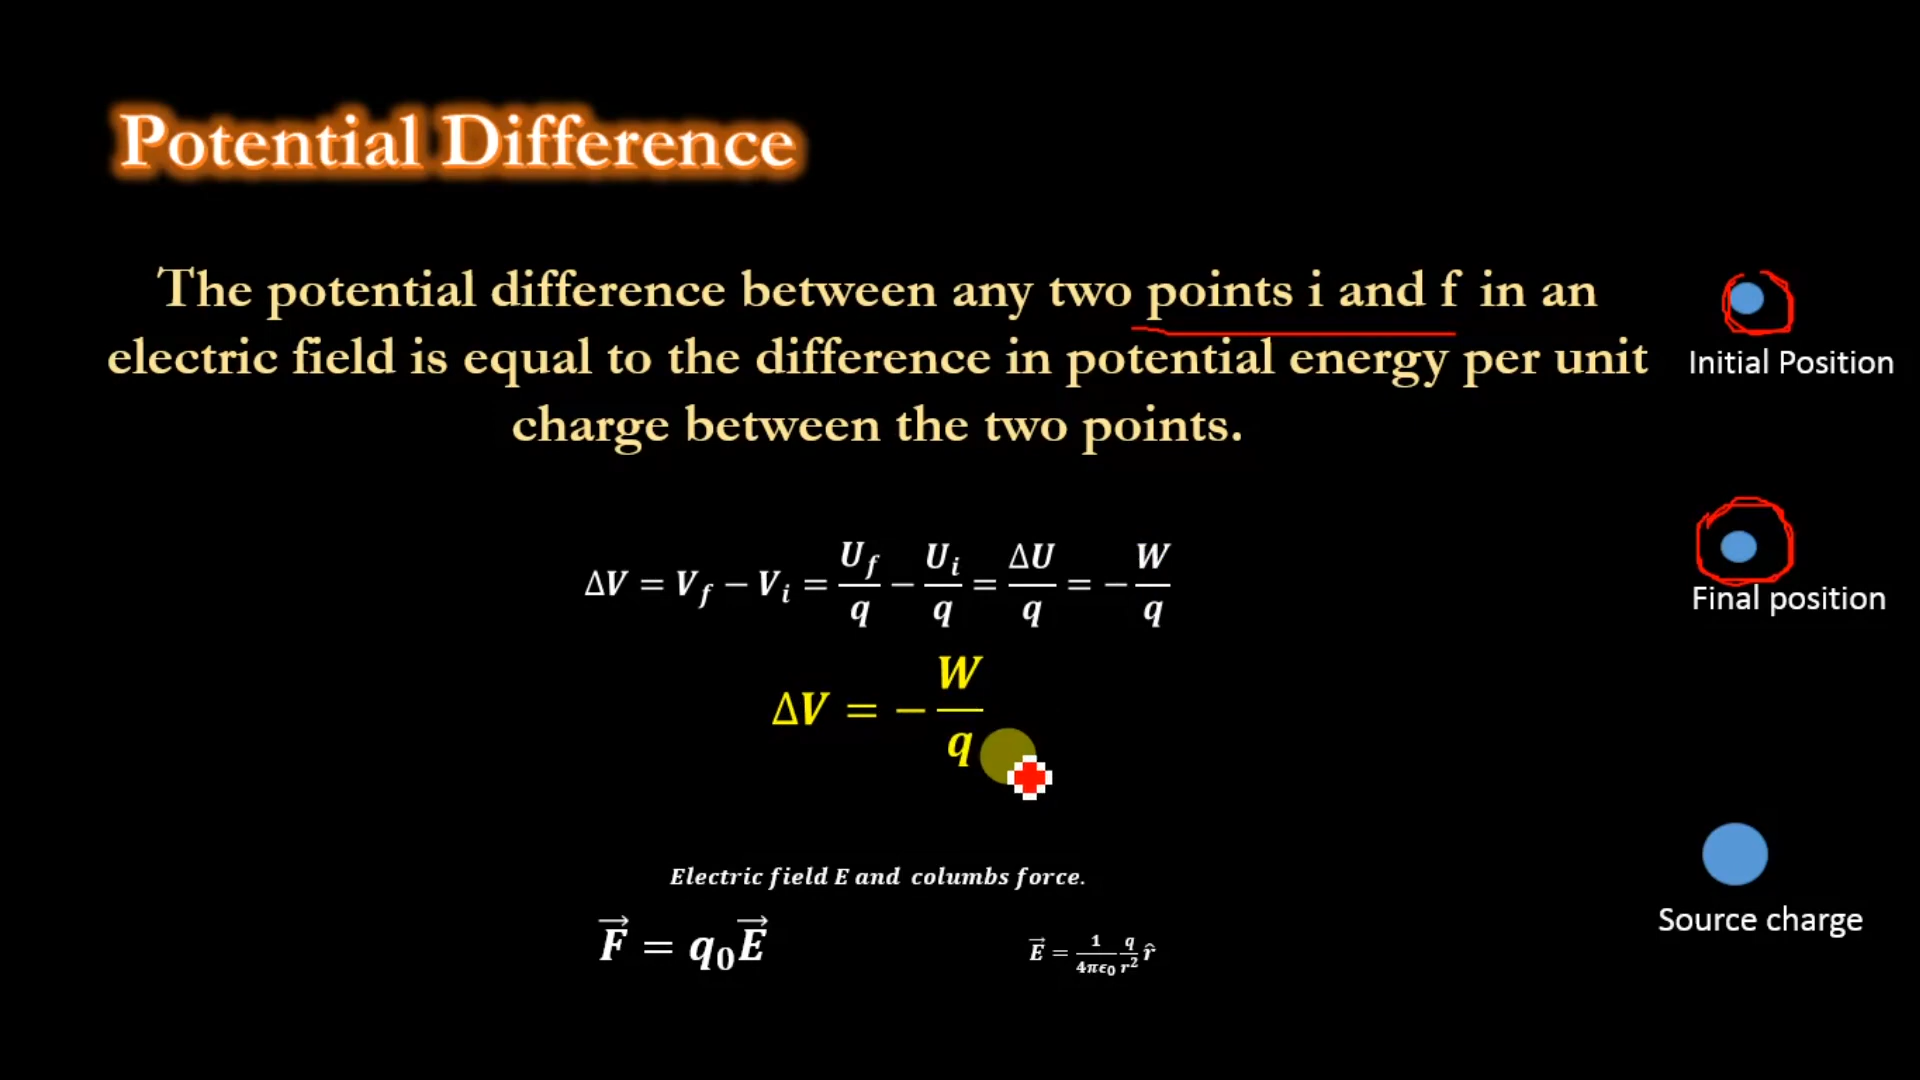 Potential Difference
The potential difference between any two points i and f in an
electric field is equal to the difference in potential energy per unit
charge between the two points.
Initial Position
Final position
ΔV = V_f − V_i = U_f/q − U_i/q = ΔU/q = − W/q
ΔV = − W/q
Electric field E and columbs force.
F⃗ = q₀E⃗
E⃗ = 1/4πϵ₀ q/r² r̂
Source charge